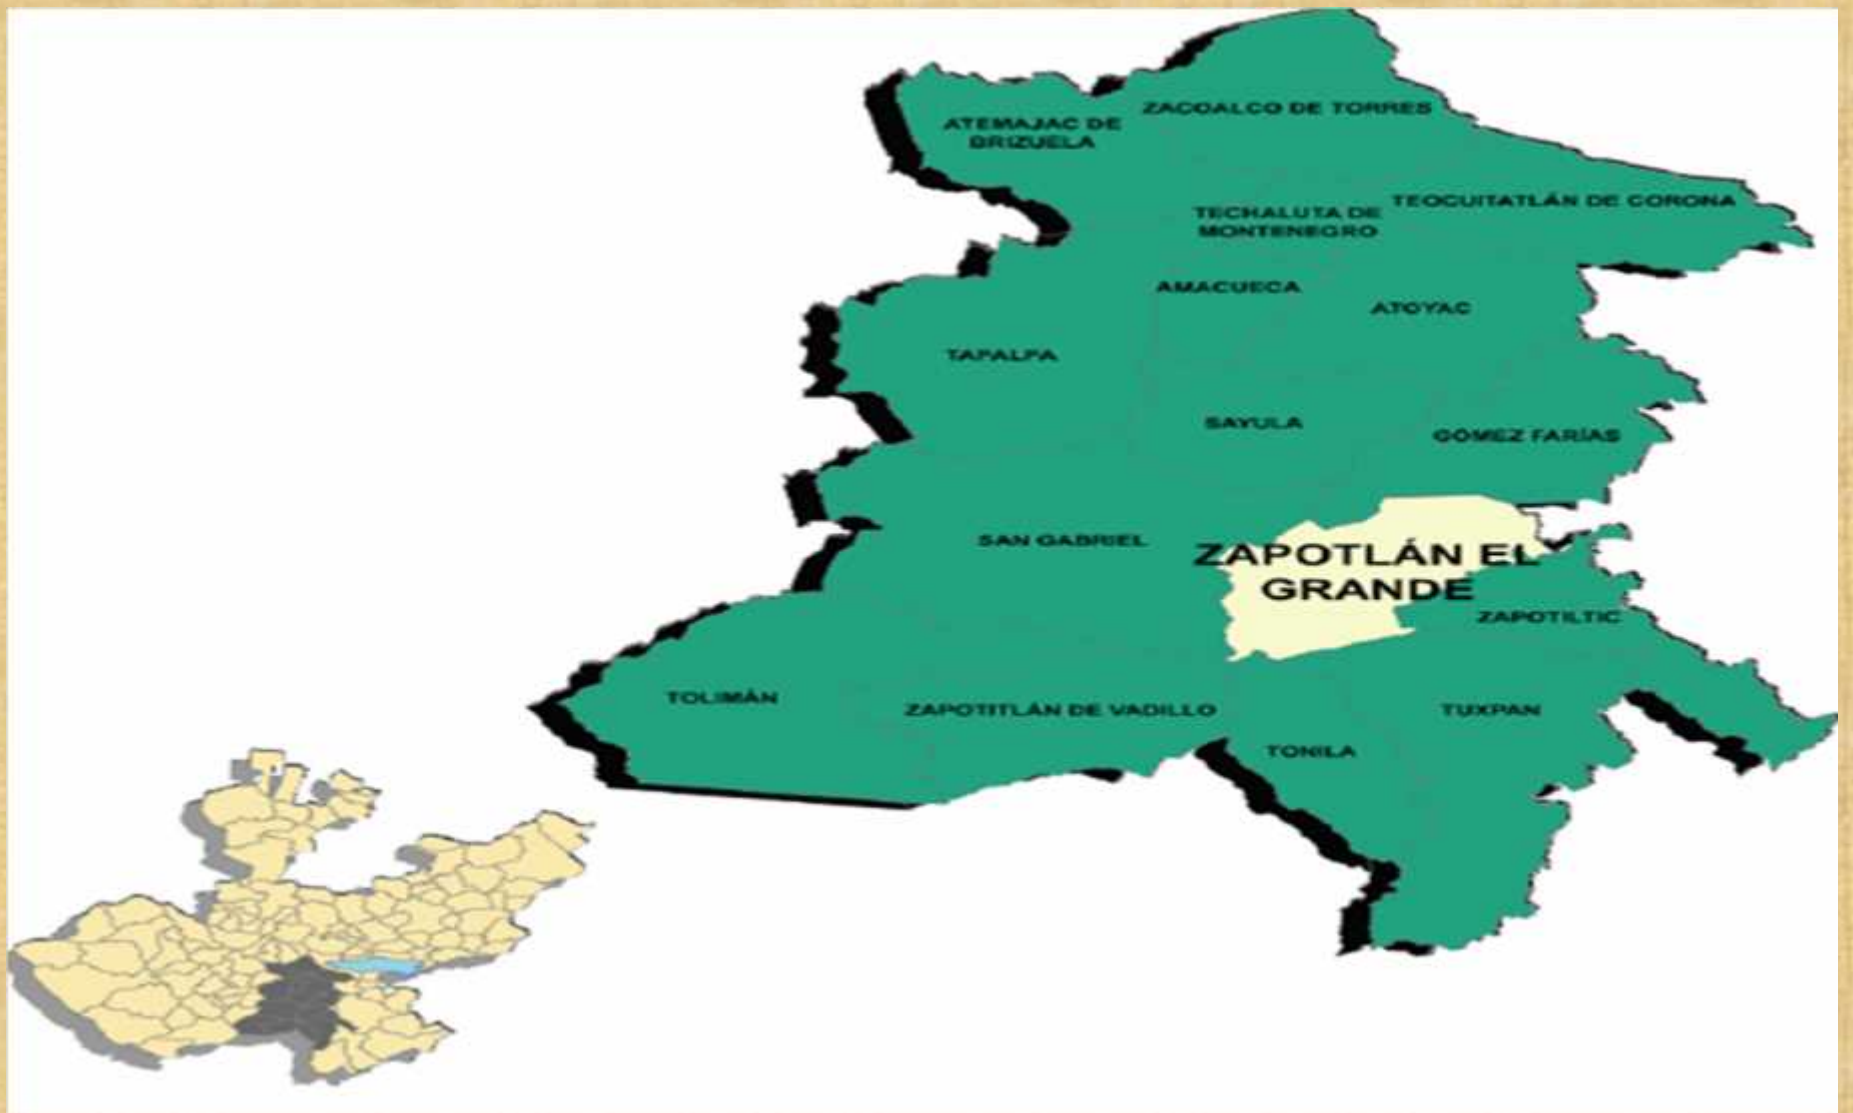 ZACOALCO DE TORRES
ATEMAJAC DE
BRIZUELA
TEOCUITATLÁN DE CORONA
TECHALUTA DE
MONTENEGRO
AMACUECA
ATOYAC
TAPALPA
SAYULA
GÓMEZ FARÍAS
SAN GABRIEL
ZAPOTLÁN EL
GRANDE
ZAPOTILTIC
TOLIMÁN
ZAPOTITLÁN DE VADILLO
TUXPAN
TONILA